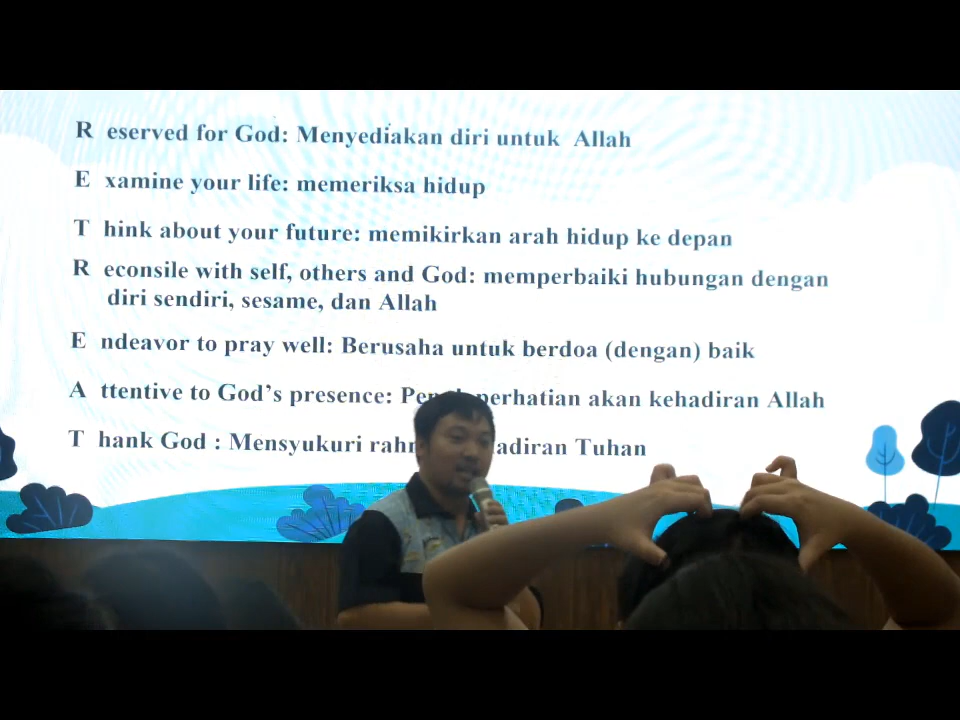 R eserved for God: Menyediakan diri untuk Allah
E xamine your life: memeriksa hidup
T hink about your future: memikirkan arah hidup ke depan
R econsile with self, others and God: memperbaiki hubungan dengan
diri sendiri, sesame, dan Allah
E ndeavor to pray well: Berusaha untuk berdoa (dengan) baik
A ttentive to God's presence: perhatian akan kehadiran Allah
T hank God : Mensyukuri Tuhan